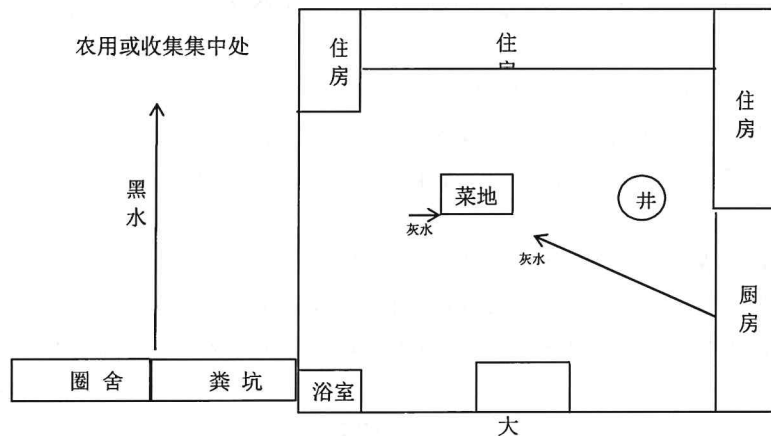 农用或收集集中处
住房
住
住房
黑水
菜地
井
灰水
灰水
厨房
圈舍
粪坑
浴室
大